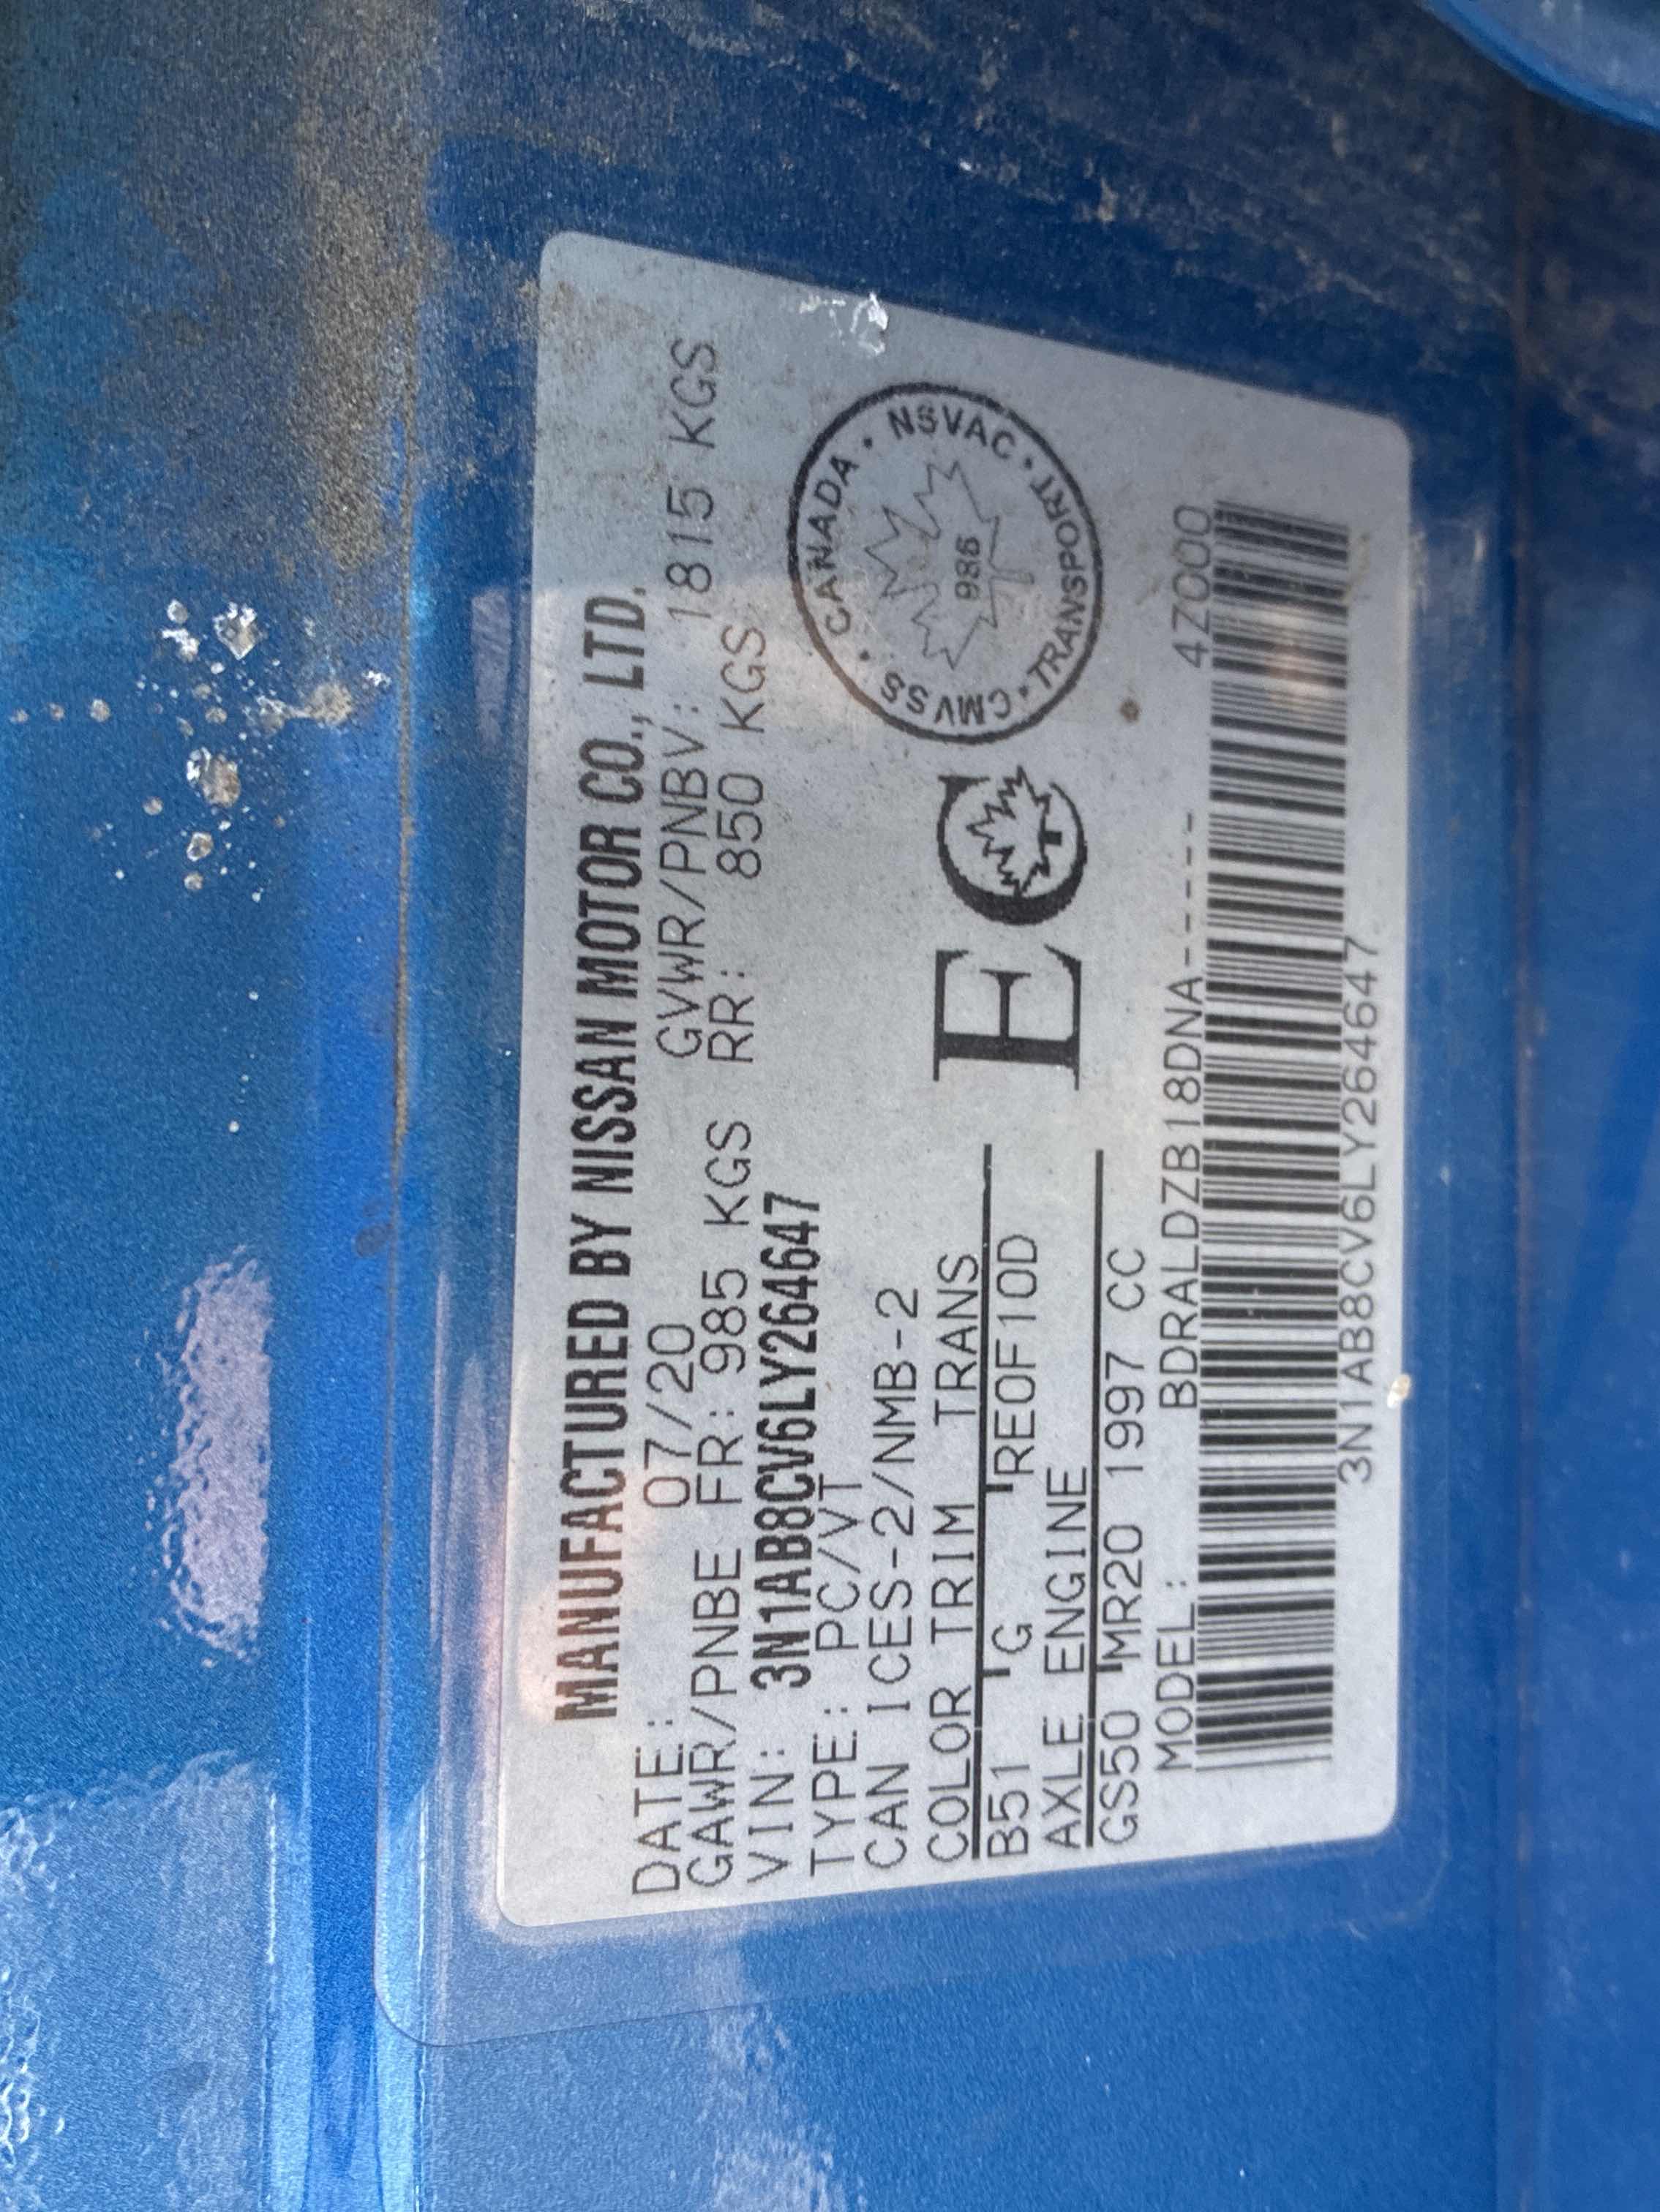 MANUFACTURED BY NISSAN MOTOR CO., LTD.
DATE: 07/20 GVWR/PNBV: 1815 KGS
GAWR/PNBE FR: 985 KGS RR: 850 KGS
VIN: 3N1AB8CV6LY264647
TYPE: PC/VT
CAN ICES-2/NMB-2
COLOR TRIM TRANS
B51 G RE0F10D
AXLE ENGINE
GS50 MR20 1997 CC
MODEL: BDRALDZB18DNA----- 4Z000
3N1AB8CV6LY264647
EC
CANADA · NSVAC · TRANSPORT · TRANSPORT · CMVSS ·
986